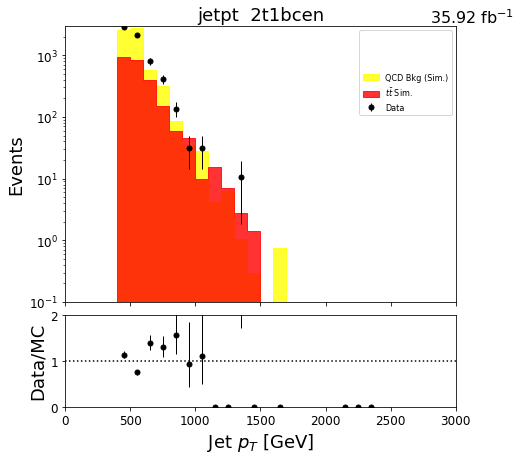 jetpt 2t1bcen
35.92 fb⁻¹
QCD Bkg (Sim.)
tt̄ Sim.
Data
Events
10³
10²
10¹
10⁰
10⁻¹
Data/MC
2
1
0
0 500 1000 1500 2000 2500 3000
Jet p_T [GeV]